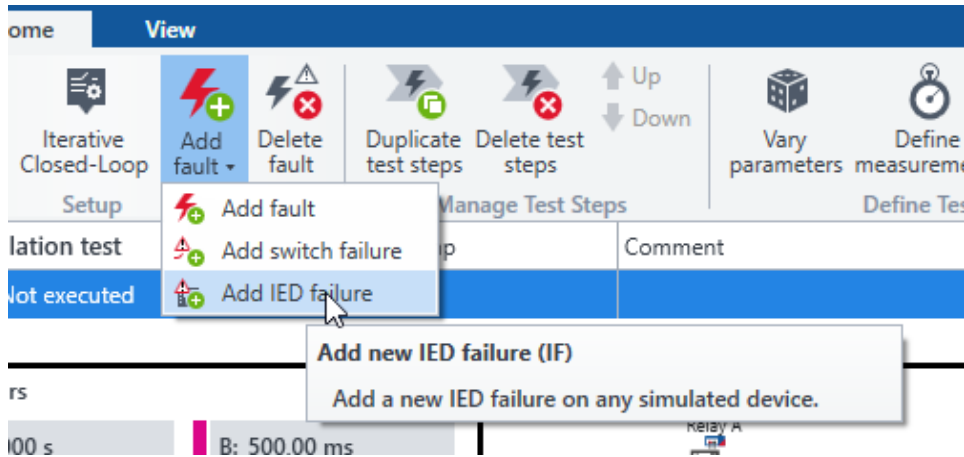 ome View
Iterative
Closed-Loop
Add
fault
Delete
fault
Duplicate
test steps
Delete test
steps
Up
Down
Vary
parameters
Define
measureme
Setup
Manage Test Steps
Define Tes
Add fault
Add switch failure
Add IED failure
lation test
p
Comment
Not executed
Add new IED failure (IF)
Add a new IED failure on any simulated device.
rs
000 s
B: 500.00 ms
Relay A